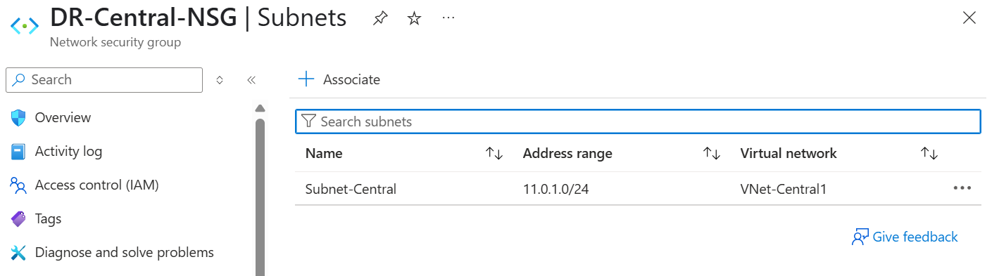 DR-Central-NSG | Subnets
Network security group
Search
Overview
Activity log
Access control (IAM)
Tags
Diagnose and solve problems
Associate
Search subnets
Name Address range Virtual network
Subnet-Central 11.0.1.0/24 VNet-Central1
Give feedback